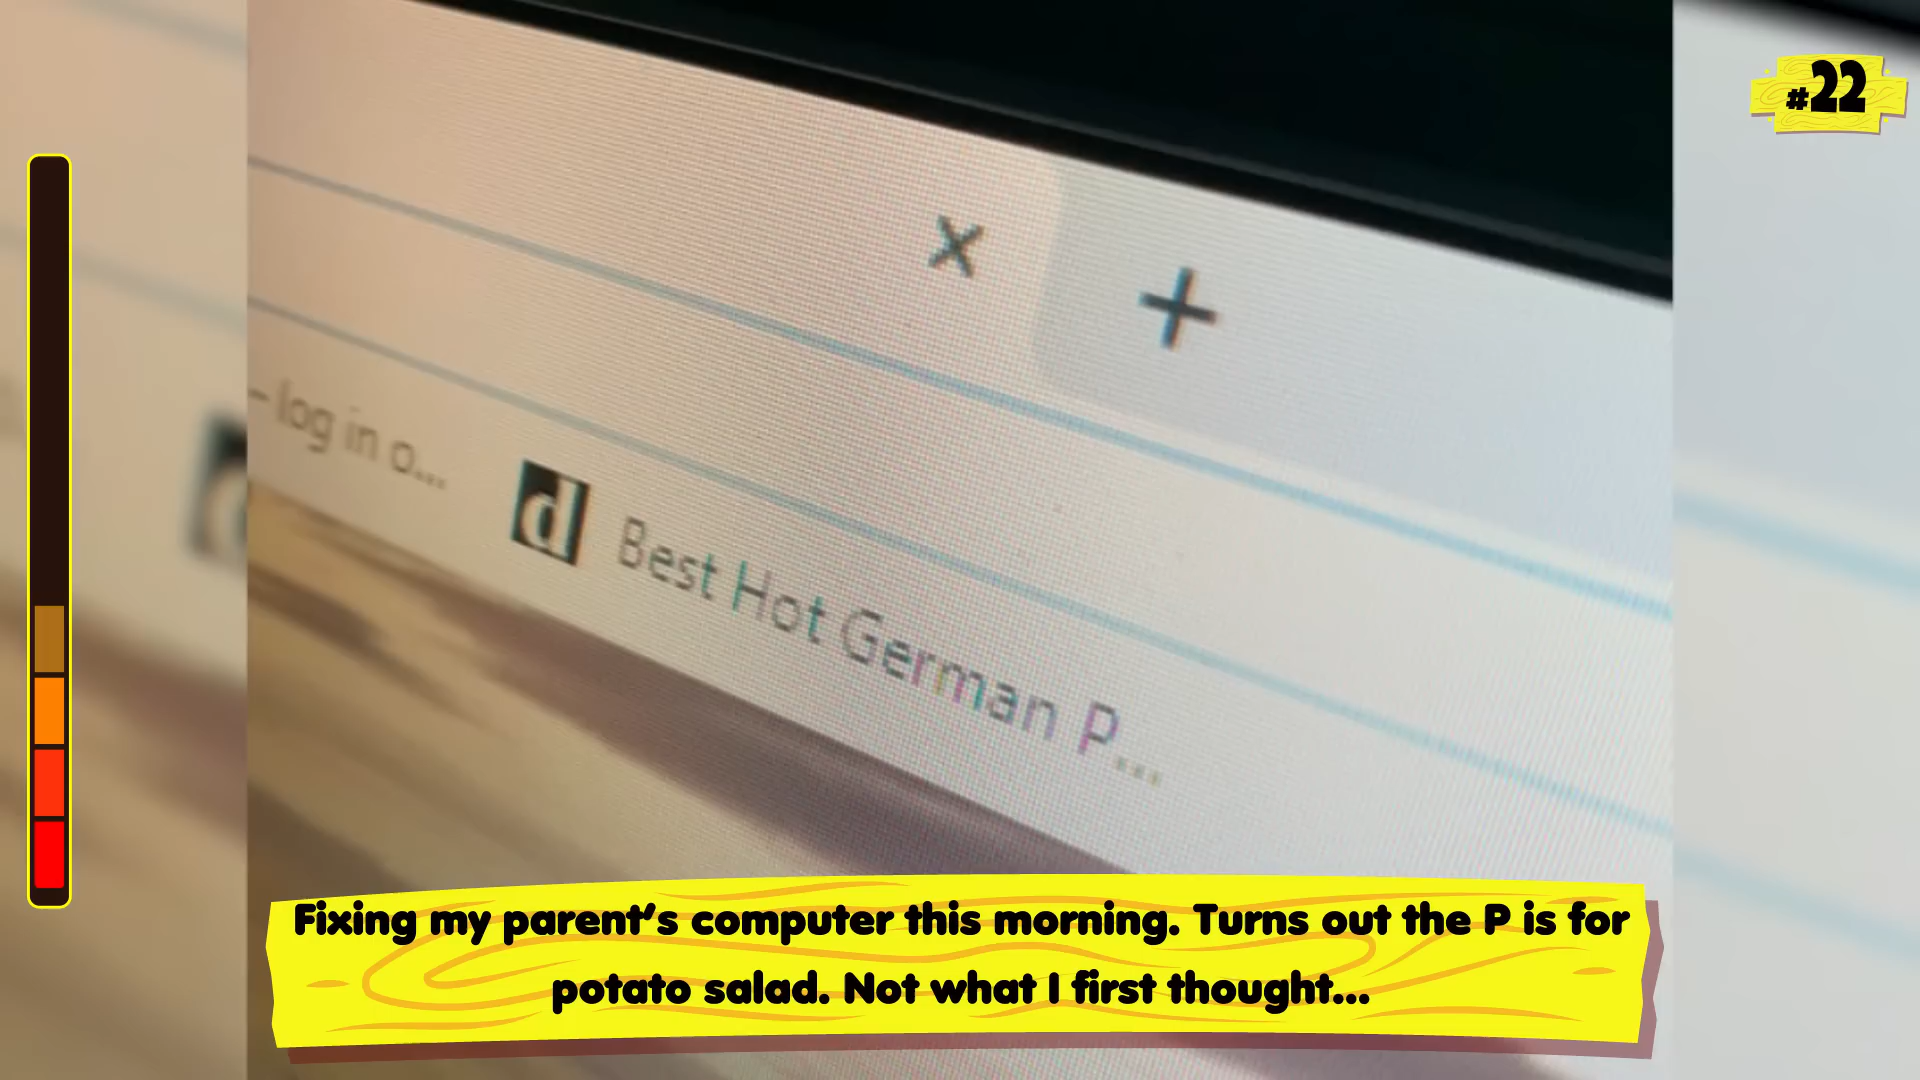 #22
– log in o...
d Best Hot German P...
Fixing my parent's computer this morning. Turns out the P is for
potato salad. Not what I first thought...